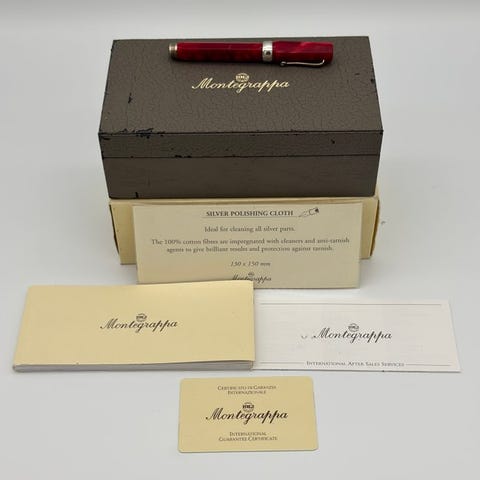 Montegrappa
SILVER POLISHING CLOTH
Ideal for cleaning all silver parts.
The 100% cotton fibres are impregnated with cleaners and anti-tarnish
agents to give brilliant results and protection against tarnish.
130 x 150 mm
Montegrappa
Montegrappa
Montegrappa
INTERNATIONAL AFTER SALES SERVICES
CERTIFICATO DI GARANZIA
INTERNAZIONALE
Montegrappa
INTERNATIONAL
GUARANTEE CERTIFICATE